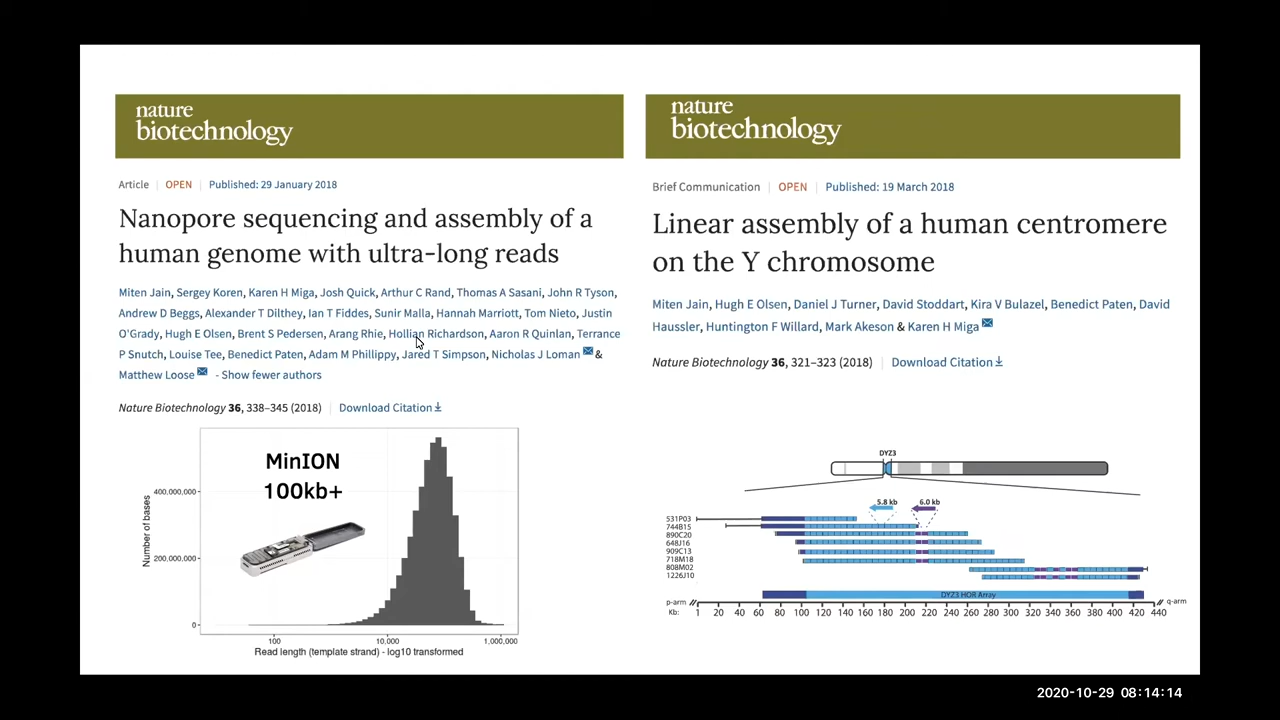 nature
biotechnology
Article | OPEN | Published: 29 January 2018
Nanopore sequencing and assembly of a
human genome with ultra-long reads
Miten Jain, Sergey Koren, Karen H Miga, Josh Quick, Arthur C Rand, Thomas A Sasani, John R Tyson,
Andrew D Beggs, Alexander T Dilthey, Ian T Fiddes, Sunir Malla, Hannah Marriott, Tom Nieto, Justin
O'Grady, Hugh E Olsen, Brent S Pedersen, Arang Rhie, Hollian Richardson, Aaron R Quinlan, Terrance
P Snutch, Louise Tee, Benedict Paten, Adam M Phillippy, Jared T Simpson, Nicholas J Loman &
Matthew Loose - Show fewer authors
Nature Biotechnology 36, 338–345 (2018) | Download Citation
MinION
100kb+
Number of bases
400,000,000
200,000,000
0
100 10,000 1,000,000
Read length (template strand) - log10 transformed
nature
biotechnology
Brief Communication | OPEN | Published: 19 March 2018
Linear assembly of a human centromere
on the Y chromosome
Miten Jain, Hugh E Olsen, Daniel J Turner, David Stoddart, Kira V Bulazel, Benedict Paten, David
Haussler, Huntington F Willard, Mark Akeson & Karen H Miga
Nature Biotechnology 36, 321–323 (2018) | Download Citation
DYZ3
5.8 kb 6.0 kb
531P03
744B15
890C20
648J16
909C13
718M18
808M02
1226J10
DYZ3 HOR Array
p-arm q-arm
Kb: 1 20 40 60 80 100 120 140 160 180 200 220 240 260 280 300 320 340 360 380 400 420 440
2020-10-29 08:14:14